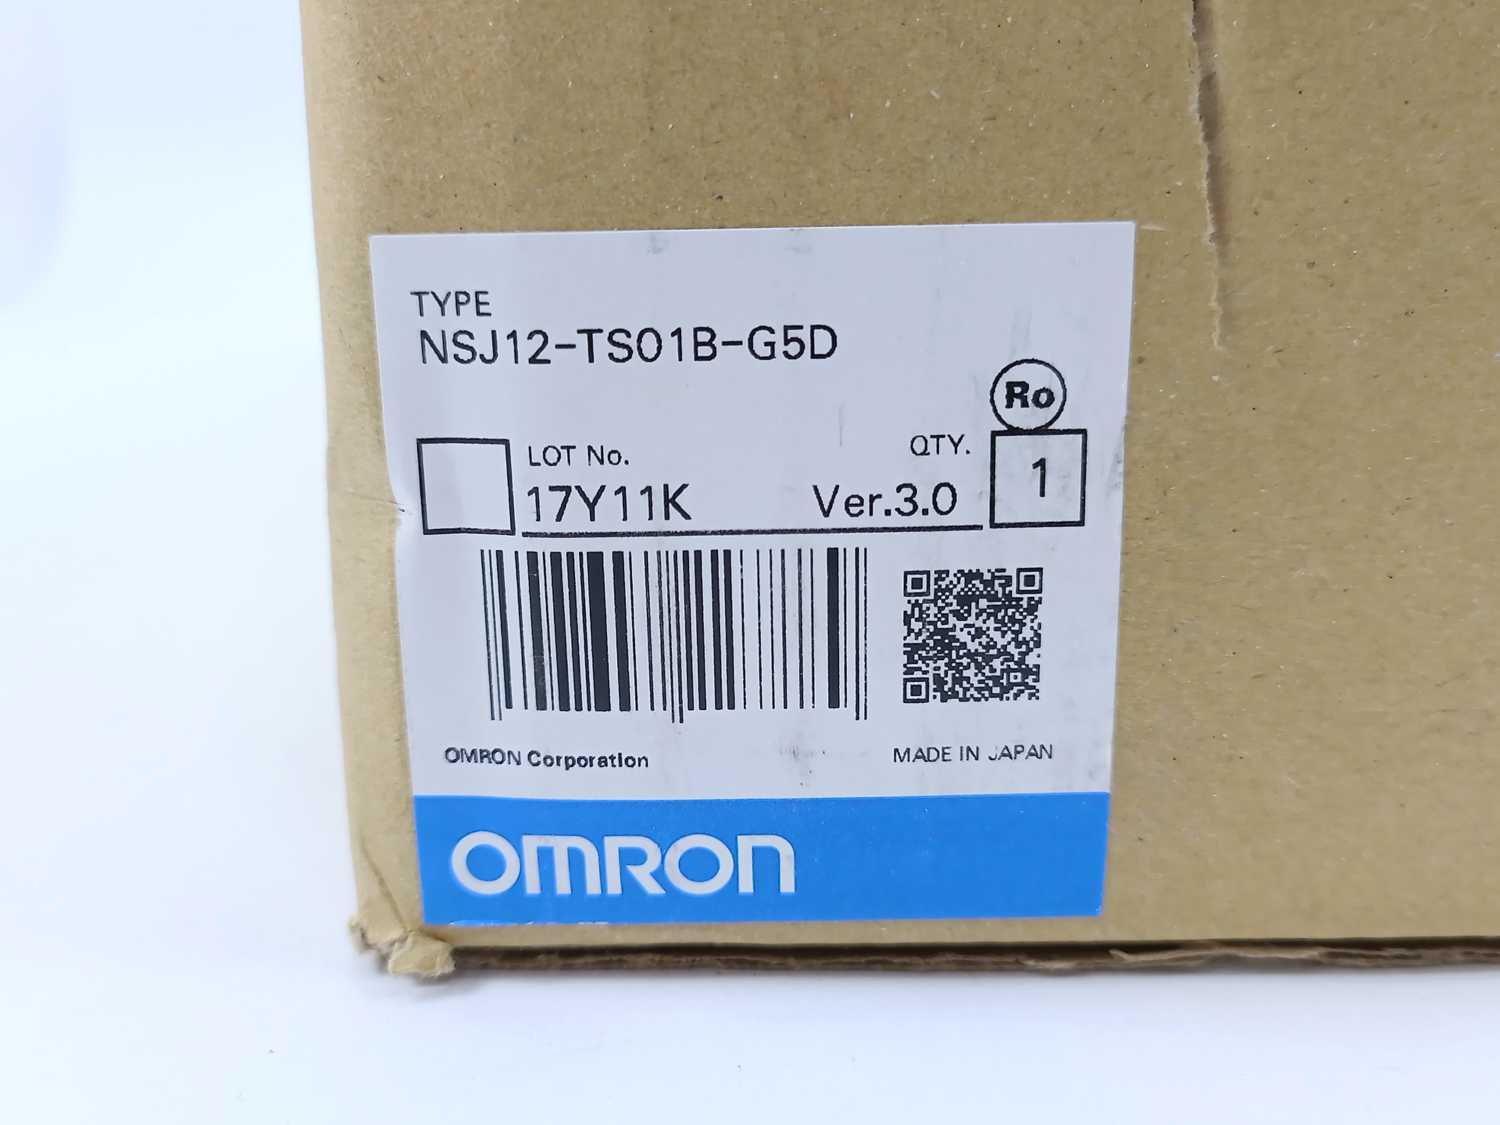 TYPE
NSJ12-TS01B-G5D
Ro
LOT No.
QTY.
1
17Y11K
Ver.3.0
OMRON Corporation
MADE IN JAPAN
OMRON